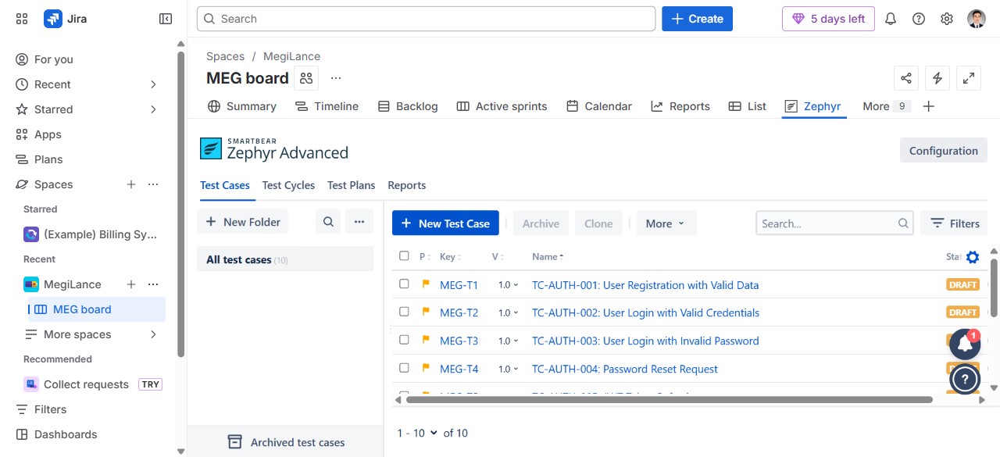 Jira
Search
Create
5 days left
For you
Recent
Starred
Apps
Plans
Spaces
Starred
(Example) Billing Sy...
Recent
MegiLance
MEG board
More spaces
Recommended
Collect requests TRY
Filters
Dashboards
Spaces / MegiLance
MEG board
Summary Timeline Backlog Active sprints Calendar Reports List Zephyr More 9
SMARTBEAR
Zephyr Advanced
Configuration
Test Cases Test Cycles Test Plans Reports
New Folder
All test cases (10)
Archived test cases
New Test Case Archive Clone More Search... Filters
P Key V Name
MEG-T1 1.0 TC-AUTH-001: User Registration with Valid Data DRAFT
MEG-T2 1.0 TC-AUTH-002: User Login with Valid Credentials DRAFT
MEG-T3 1.0 TC-AUTH-003: User Login with Invalid Password
1
MEG-T4 1.0 TC-AUTH-004: Password Reset Request
?
1 - 10 of 10